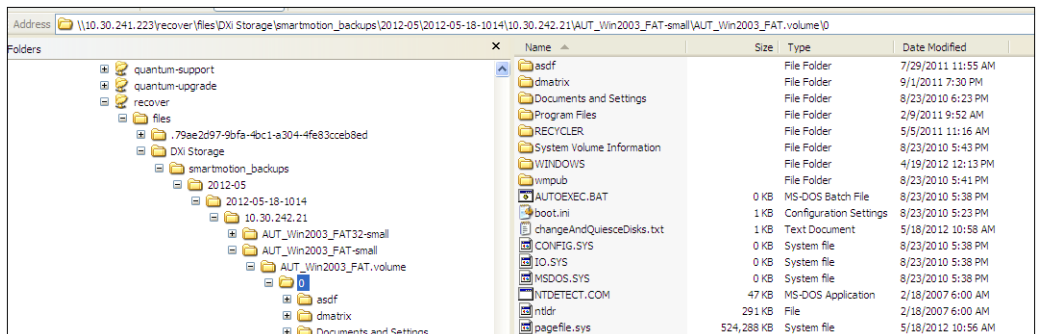 Address \\10.30.241.223\recover\files\DXi Storage\smartmotion_backups\2012-05\2012-05-18-1014\10.30.242.21\AUT_Win2003_FAT-small\AUT_Win2003_FAT.volume\0
Folders
quantum-support
quantum-upgrade
recover
files
.79ae2d97-9bfa-4bc1-a304-4fe83cceb8ed
DXi Storage
smartmotion_backups
2012-05
2012-05-18-1014
10.30.242.21
AUT_Win2003_FAT32-small
AUT_Win2003_FAT-small
AUT_Win2003_FAT.volume
0
asdf
dmatrix
Documents and Settings
Name Size Type Date Modified
asdf File Folder 7/29/2011 11:55 AM
dmatrix File Folder 9/1/2011 7:30 PM
Documents and Settings File Folder 8/23/2010 6:23 PM
Program Files File Folder 2/9/2011 9:52 AM
RECYCLER File Folder 5/5/2011 11:16 AM
System Volume Information File Folder 8/23/2010 5:43 PM
WINDOWS File Folder 4/19/2012 12:13 PM
wmpub File Folder 8/23/2010 5:41 PM
AUTOEXEC.BAT 0 KB MS-DOS Batch File 8/23/2010 5:38 PM
boot.ini 1 KB Configuration Settings 8/23/2010 5:23 PM
changeAndQuiesceDisks.txt 1 KB Text Document 5/18/2012 10:58 AM
CONFIG.SYS 0 KB System file 8/23/2010 5:38 PM
IO.SYS 0 KB System file 8/23/2010 5:38 PM
MSDOS.SYS 0 KB System file 8/23/2010 5:38 PM
NTDETECT.COM 47 KB MS-DOS Application 2/18/2007 6:00 AM
ntldr 291 KB File 2/18/2007 6:00 AM
pagefile.sys 524,288 KB System file 5/18/2012 10:56 AM